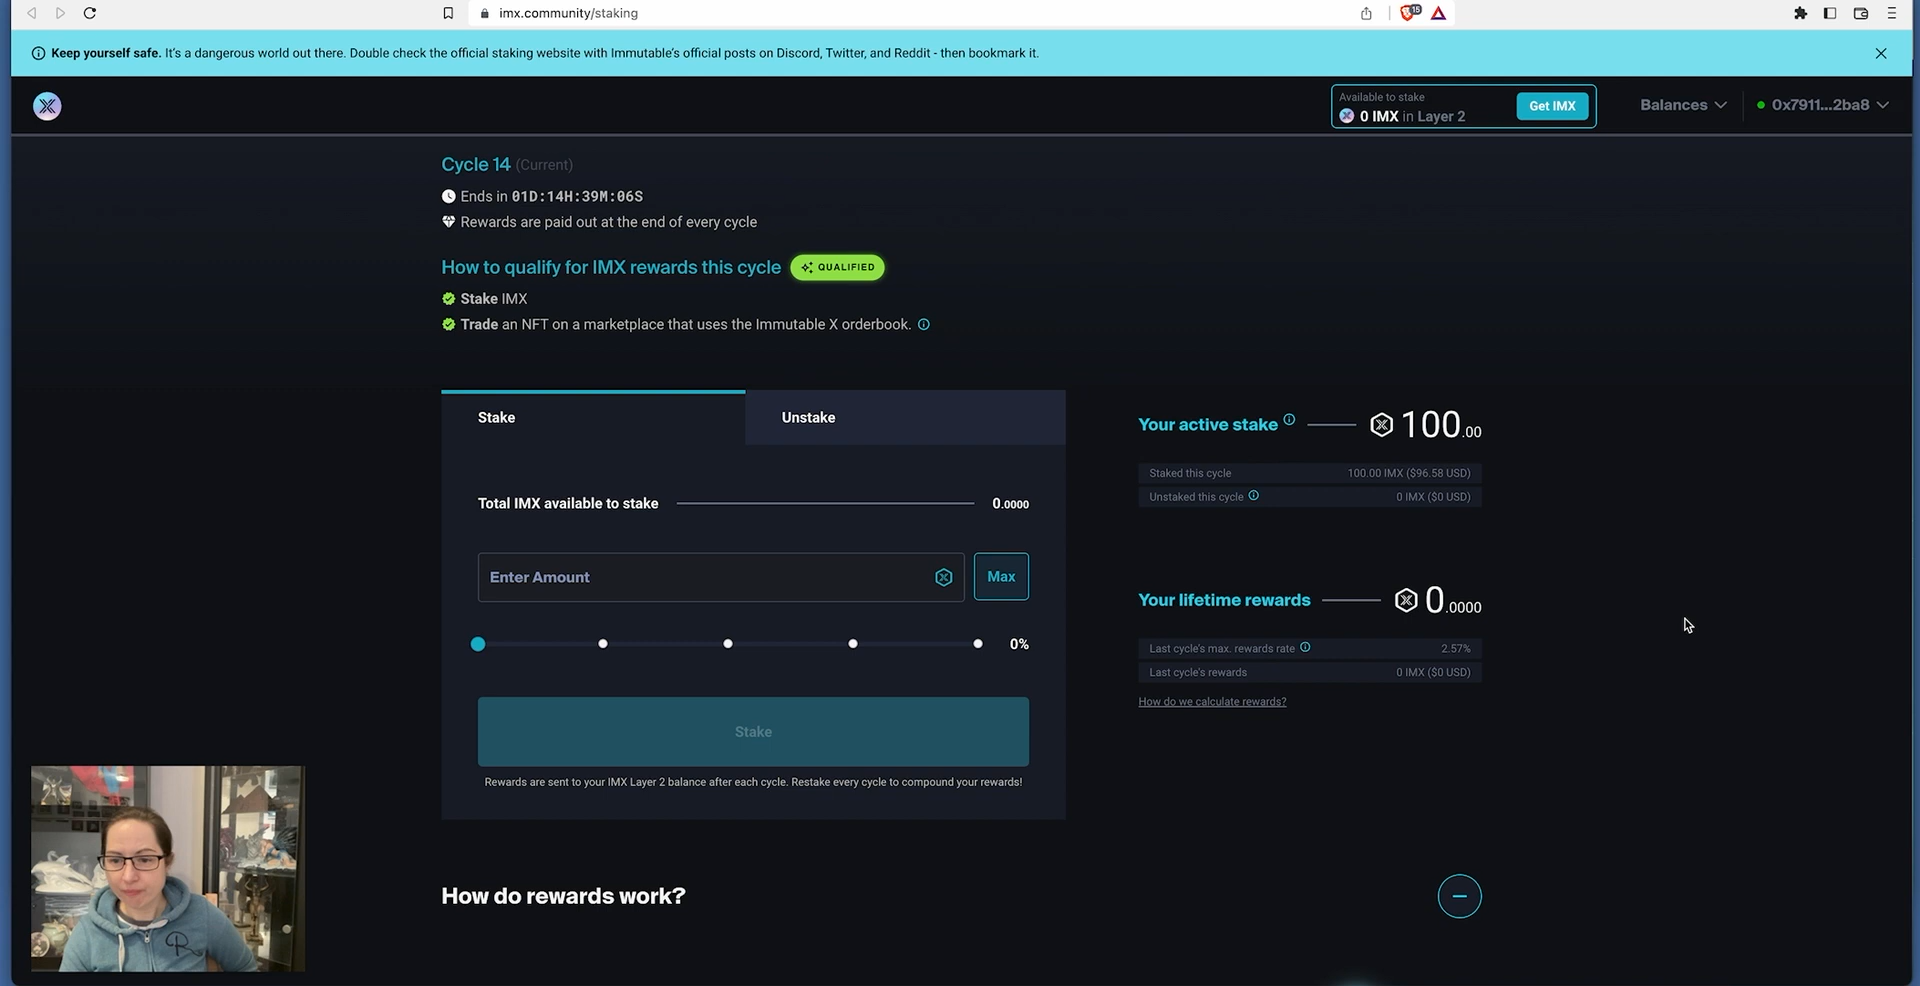 imx.community/staking
15
Keep yourself safe. It's a dangerous world out there. Double check the official staking website with Immutable's official posts on Discord, Twitter, and Reddit - then bookmark it.
Available to stake
0 IMX in Layer 2
Get IMX
Balances
0x7911...2ba8
Cycle 14 (Current)
Ends in 01D:14H:39M:06S
Rewards are paid out at the end of every cycle
How to qualify for IMX rewards this cycle
QUALIFIED
Stake IMX
Trade an NFT on a marketplace that uses the Immutable X orderbook.
Stake
Unstake
Total IMX available to stake
0.0000
Enter Amount
Max
0%
Stake
Rewards are sent to your IMX Layer 2 balance after each cycle. Restake every cycle to compound your rewards!
Your active stake
100.00
Staked this cycle
100.00 IMX ($96.58 USD)
Unstaked this cycle
0 IMX ($0 USD)
Your lifetime rewards
0.0000
Last cycle's max. rewards rate
2.57%
Last cycle's rewards
0 IMX ($0 USD)
How do we calculate rewards?
How do rewards work?
R